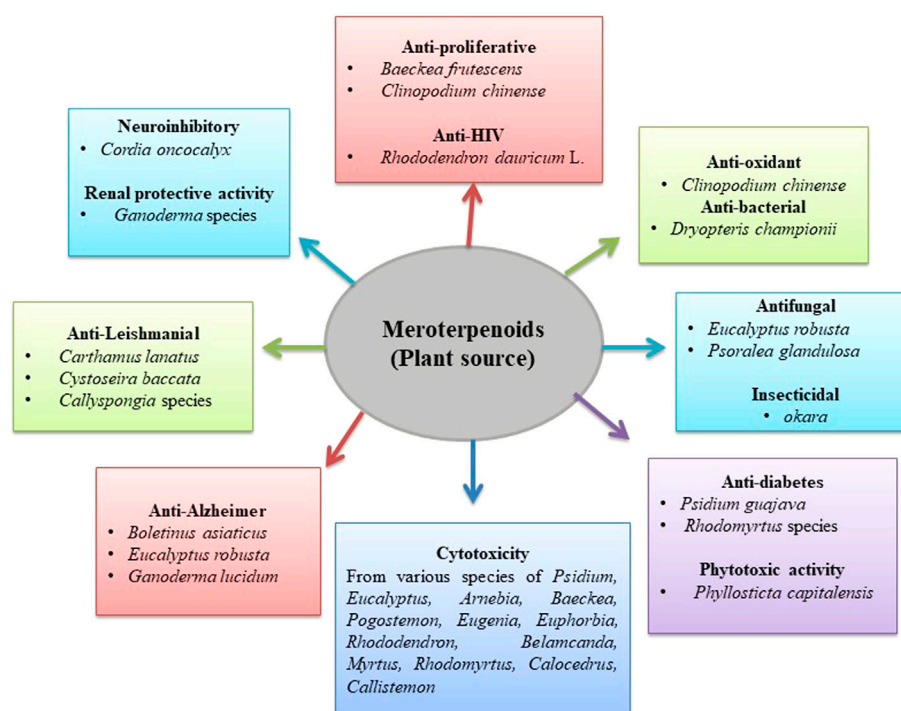 Anti-proliferative
• Baeckea frutescens
• Clinopodium chinense
Anti-HIV
• Rhododendron dauricum L.
Neuroinhibitory
• Cordia oncocalyx
Renal protective activity
• Ganoderma species
Anti-oxidant
• Clinopodium chinense
Anti-bacterial
• Dryopteris championii
Meroterpenoids
(Plant source)
Anti-Leishmanial
• Carthamus lanatus
• Cystoseira baccata
• Callyspongia species
Antifungal
• Eucalyptus robusta
• Psoralea glandulosa
Insecticidal
• okara
Anti-Alzheimer
• Boletinus asiaticus
• Eucalyptus robusta
• Ganoderma lucidum
Cytotoxicity
From various species of Psidium,
Eucalyptus, Arnebia, Baeckea,
Pogostemon, Eugenia, Euphorbia,
Rhododendron, Belamcanda,
Myrtus, Rhodomyrtus, Calocedrus,
Callistemon
Anti-diabetes
• Psidium guajava
• Rhodomyrtus species
Phytotoxic activity
• Phyllosticta capitalensis